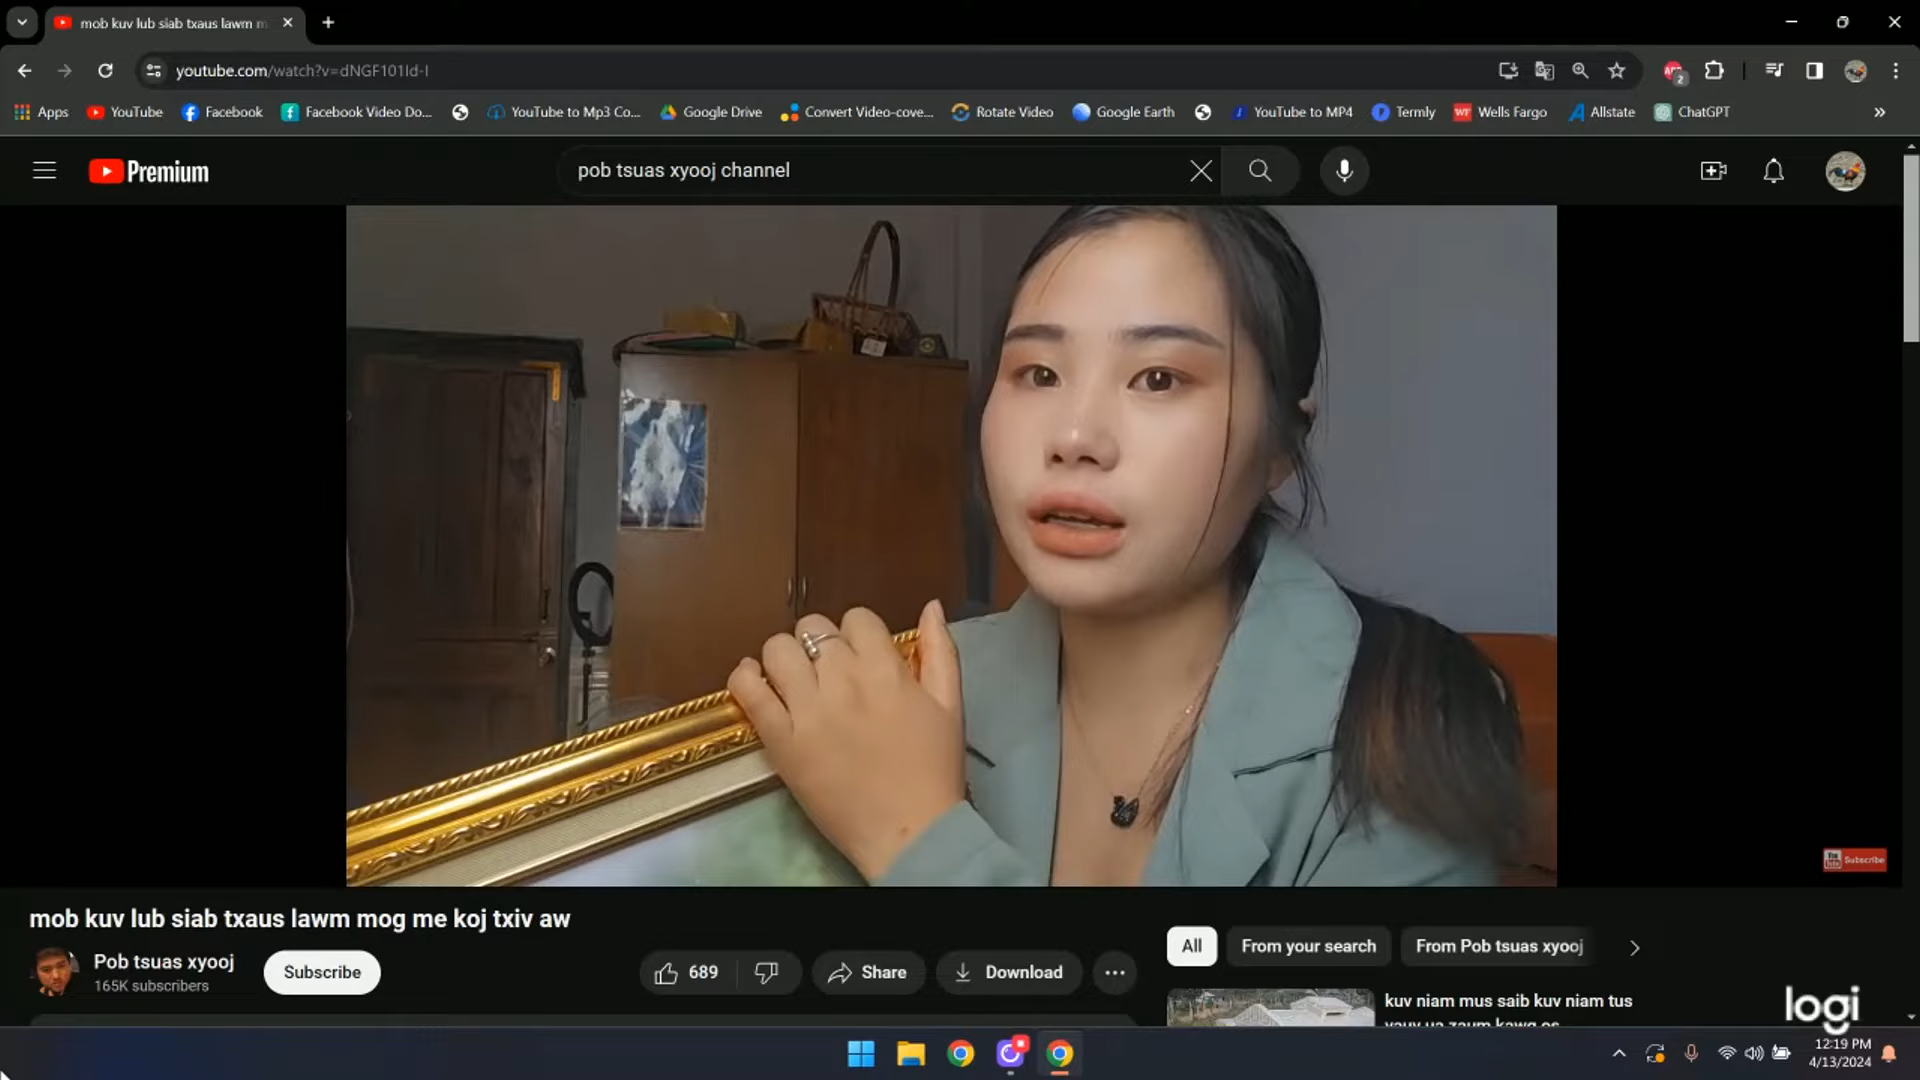 mob kuv lub siab txaus lawm m
youtube.com/watch?v=dNGF101Id-I
2
Apps
YouTube
Facebook
Facebook Video Do...
YouTube to Mp3 Co...
Google Drive
Convert Video-cove...
Rotate Video
Google Earth
YouTube to MP4
Termly
WF
Wells Fargo
Allstate
ChatGPT
Premium
pob tsuas xyooj channel
Subscribe
mob kuv lub siab txaus lawm mog me koj txiv aw
Pob tsuas xyooj
165K subscribers
Subscribe
689
Share
Download
All
From your search
From Pob tsuas xyooj
kuv niam mus saib kuv niam tus
logi
12:19 PM
4/13/2024